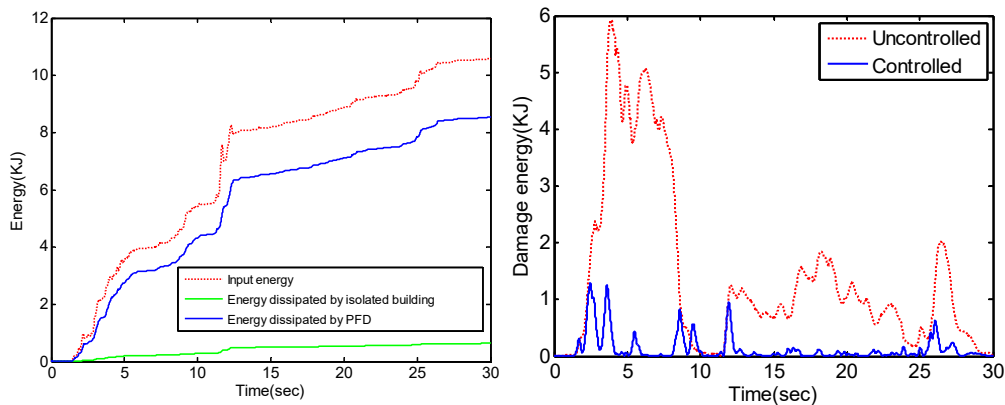 12
10
8
6
4
2
0
Energy(KJ)
Input energy
Energy dissipated by isolated building
Energy dissipated by PFD
0 5 10 15 20 25 30
Time(sec)
6
5
4
3
2
1
0
Damage energy(KJ)
Uncontrolled
Controlled
0 5 10 15 20 25 30
Time(sec)